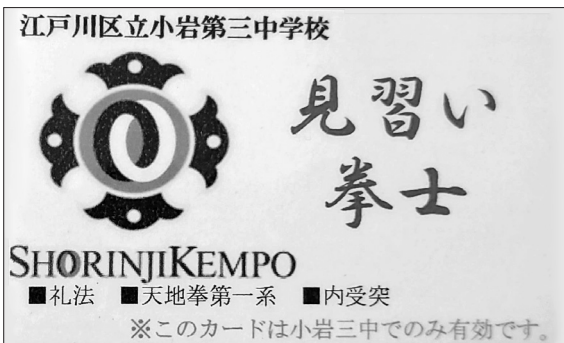 江戸川区立小岩第三中学校
見習い
拳士
SHORINJIKEMPO
■礼法　■天地拳第一系　■内受突
※このカードは小岩三中でのみ有効です。